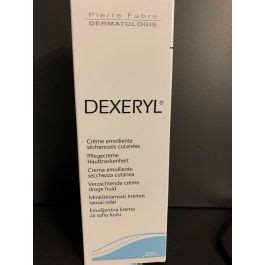 Pierre Fabre
DERMATOLOGIE
DEXERYL®
Crème emolliente
sécheresses cutanées
Pflegecreme
Hauttrockenheit
Crema emolliente
secchezza cutanea
Verzachtende crème
droge huid
Minkštinamasis kremas
sausai odai
Emolijentna krema
za suhu kožu